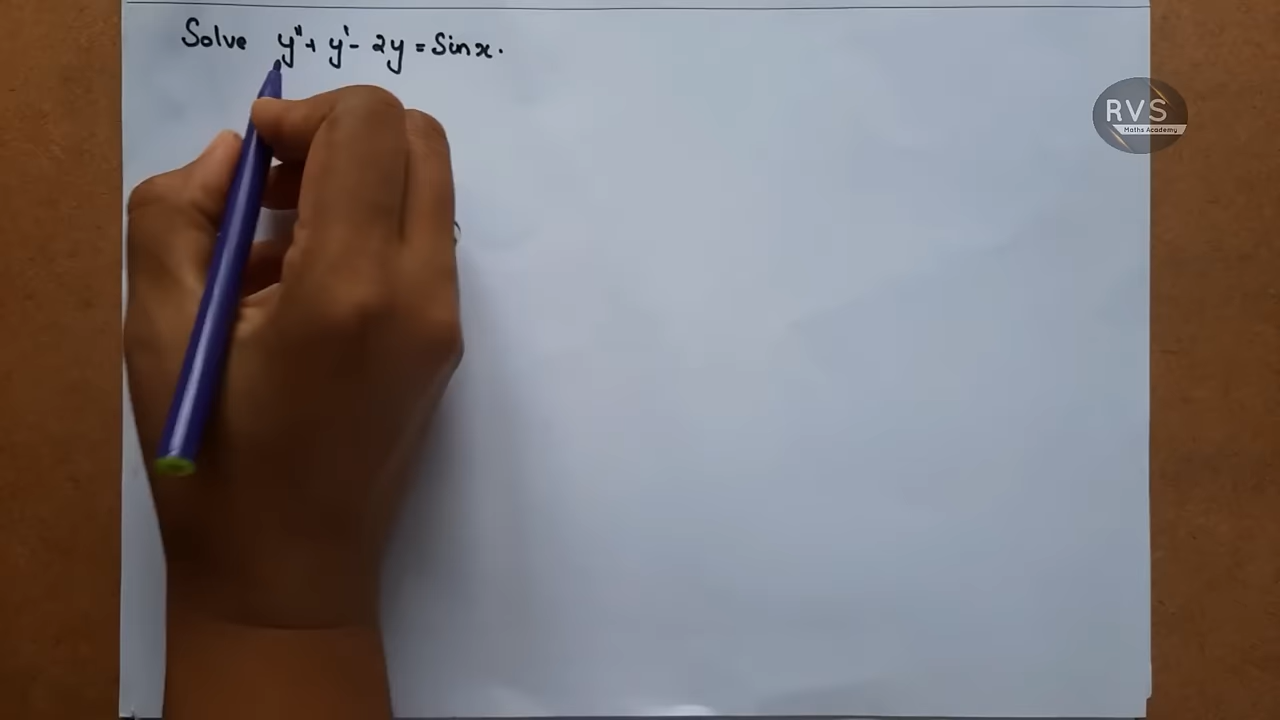 Solve y"+ y'- 2y = Sin x.
RVS
Maths Academy